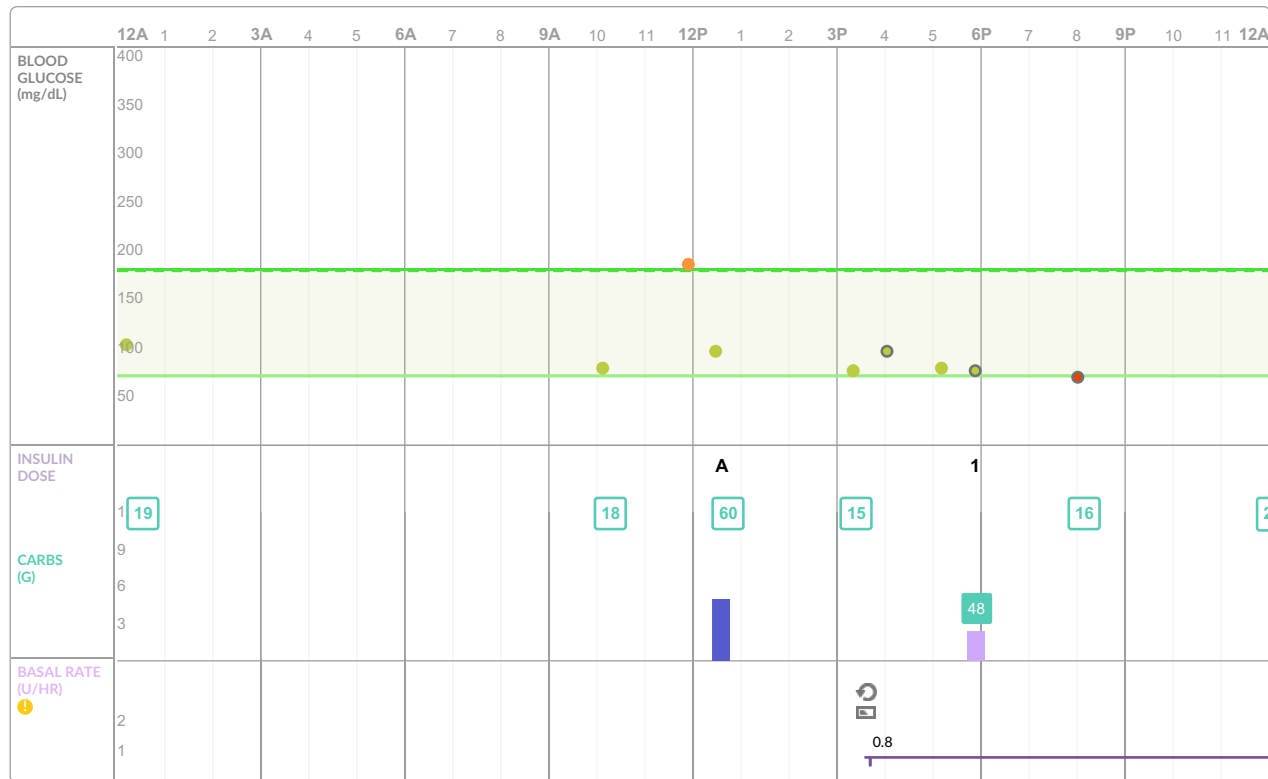 12A 1 2 3A 4 5 6A 7 8 9A 10 11 12P 1 2 3P 4 5 6P 7 8 9P 10 11 12A
BLOOD
GLUCOSE
(mg/dL)
400
350
300
250
200
150
100
50
INSULIN
DOSE
A 1
1 19 18 60 15 16 2
9
CARBS
(G)
6
3 48
BASAL RATE
(U/HR)
!
2
1
0.8